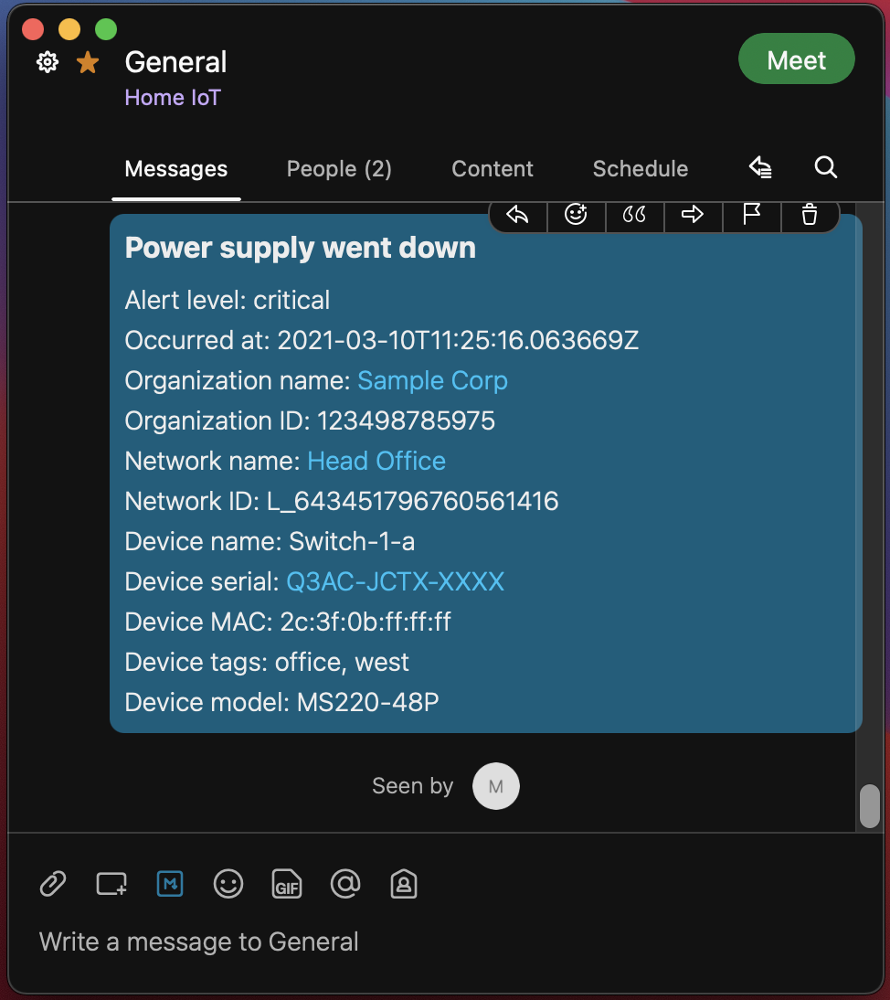 General
Home IoT
Meet
Messages
People (2)
Content
Schedule
Power supply went down
Alert level: critical
Occurred at: 2021-03-10T11:25:16.063669Z
Organization name: Sample Corp
Organization ID: 123498785975
Network name: Head Office
Network ID: L_643451796760561416
Device name: Switch-1-a
Device serial: Q3AC-JCTX-XXXX
Device MAC: 2c:3f:0b:ff:ff:ff
Device tags: office, west
Device model: MS220-48P
Seen by M
GIF
Write a message to General